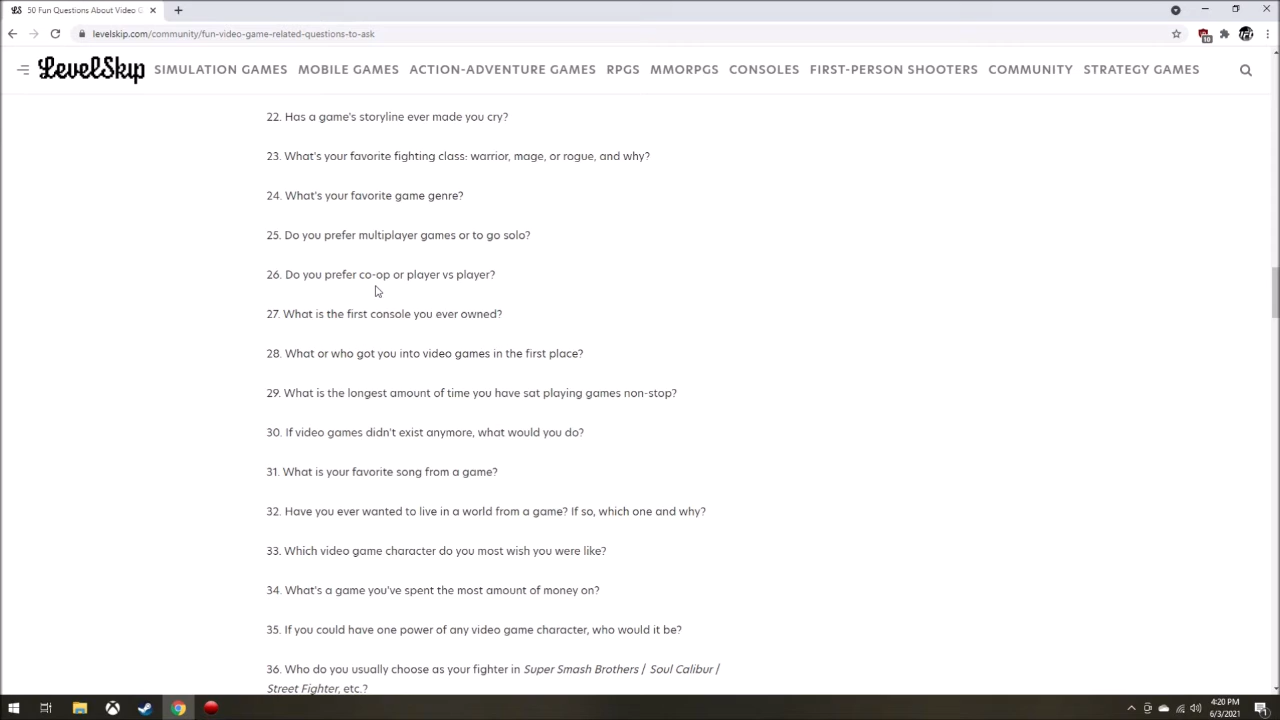 50 Fun Questions About Video G
levelskip.com/community/fun-video-game-related-questions-to-ask
10
LevelSkip SIMULATION GAMES MOBILE GAMES ACTION-ADVENTURE GAMES RPGS MMORPGS CONSOLES FIRST-PERSON SHOOTERS COMMUNITY STRATEGY GAMES
22. Has a game's storyline ever made you cry?
23. What's your favorite fighting class: warrior, mage, or rogue, and why?
24. What's your favorite game genre?
25. Do you prefer multiplayer games or to go solo?
26. Do you prefer co-op or player vs player?
27. What is the first console you ever owned?
28. What or who got you into video games in the first place?
29. What is the longest amount of time you have sat playing games non-stop?
30. If video games didn't exist anymore, what would you do?
31. What is your favorite song from a game?
32. Have you ever wanted to live in a world from a game? If so, which one and why?
33. Which video game character do you most wish you were like?
34. What's a game you've spent the most amount of money on?
35. If you could have one power of any video game character, who would it be?
36. Who do you usually choose as your fighter in Super Smash Brothers / Soul Calibur /
Street Fighter, etc.?
4:20 PM
6/3/2021